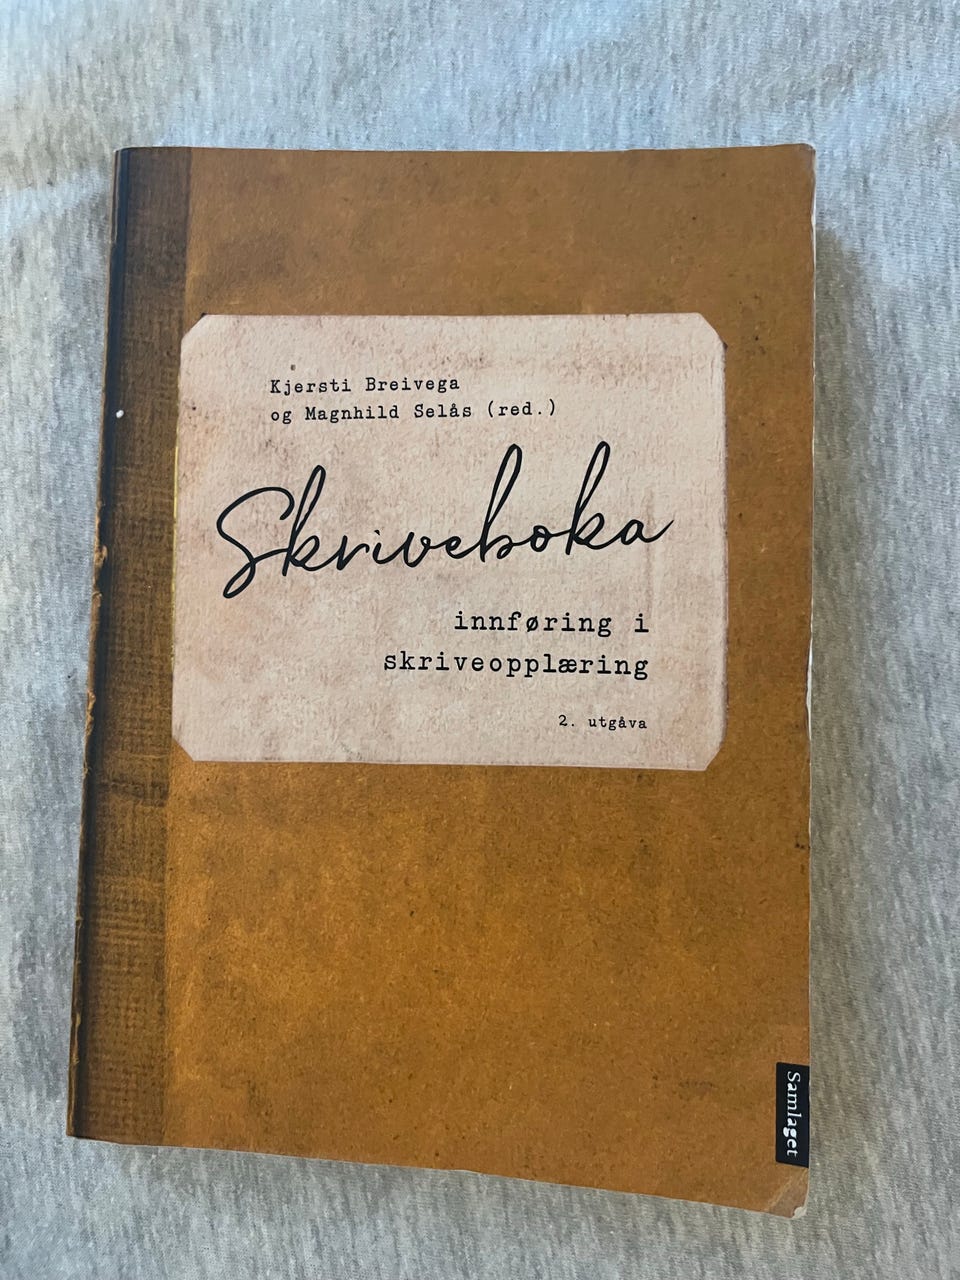 Kjersti Breivega
og Magnhild Selås (red.)
Skriveboka
innføring i
skriveopplæring
2. utgåva
Samlaget